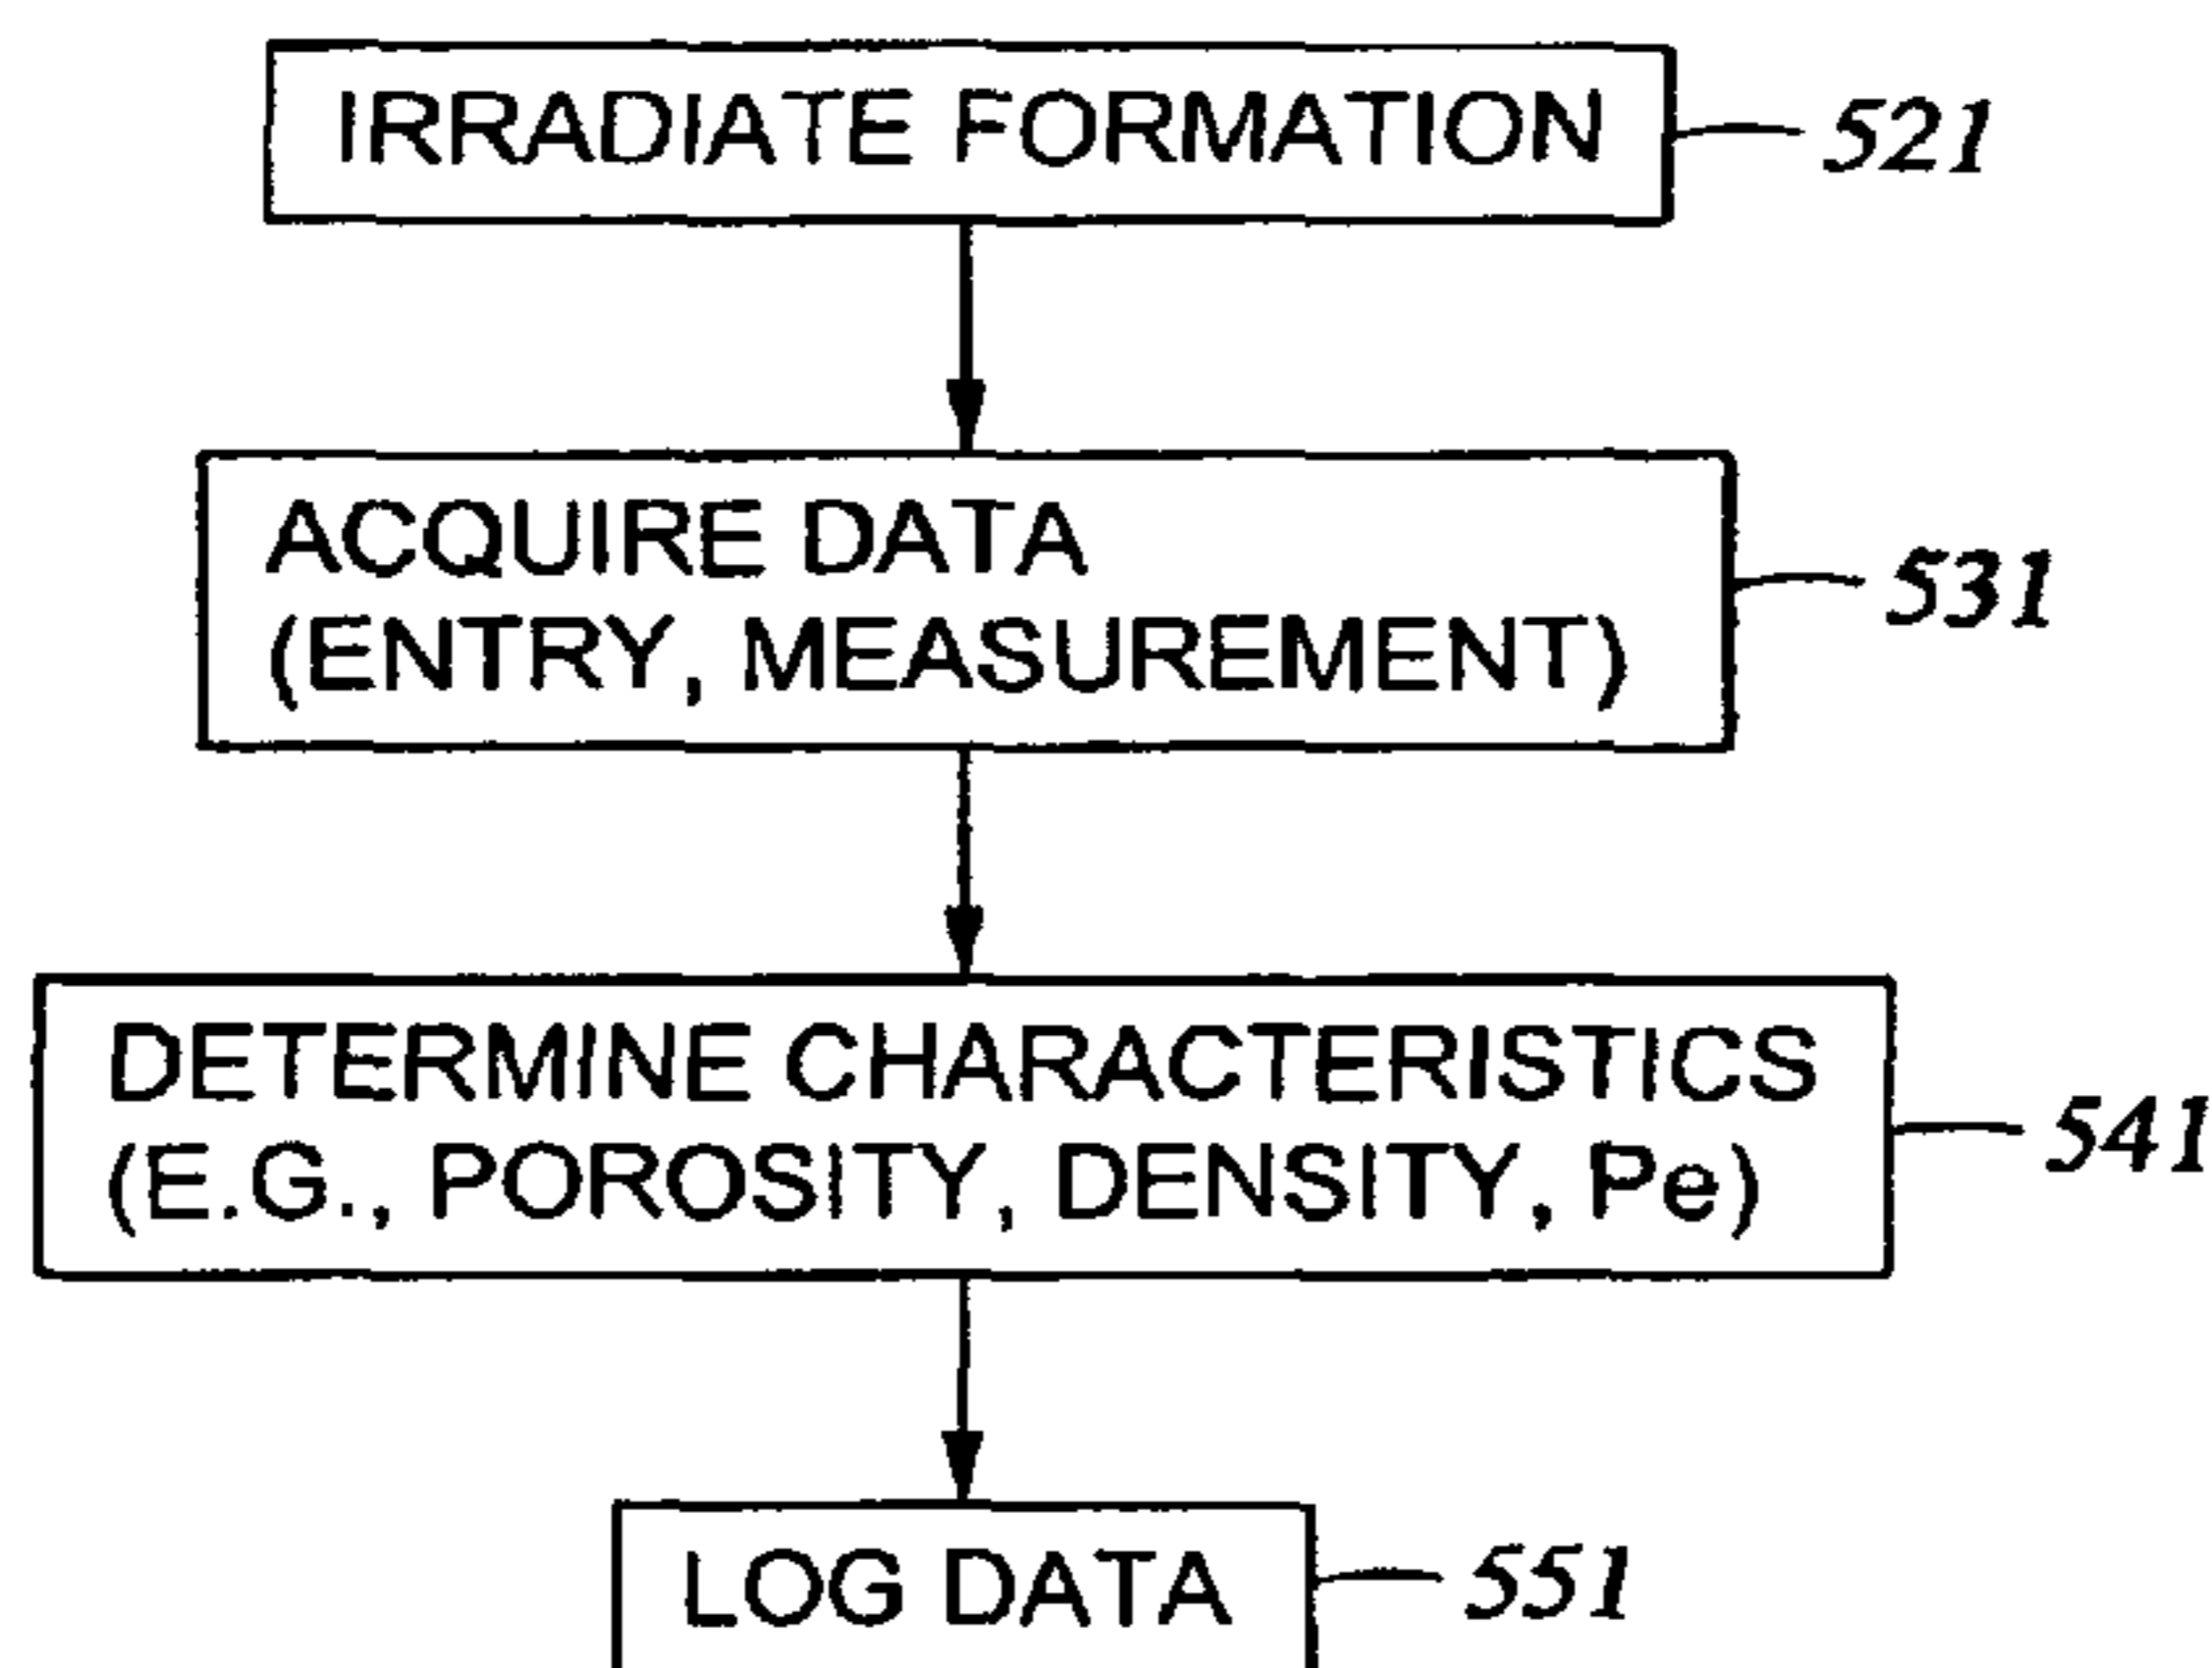 IRRADIATE FORMATION
521
ACQUIRE DATA
(ENTRY, MEASUREMENT)
531
DETERMINE CHARACTERISTICS
(E.G., POROSITY, DENSITY, Pe)
541
LOG DATA
551